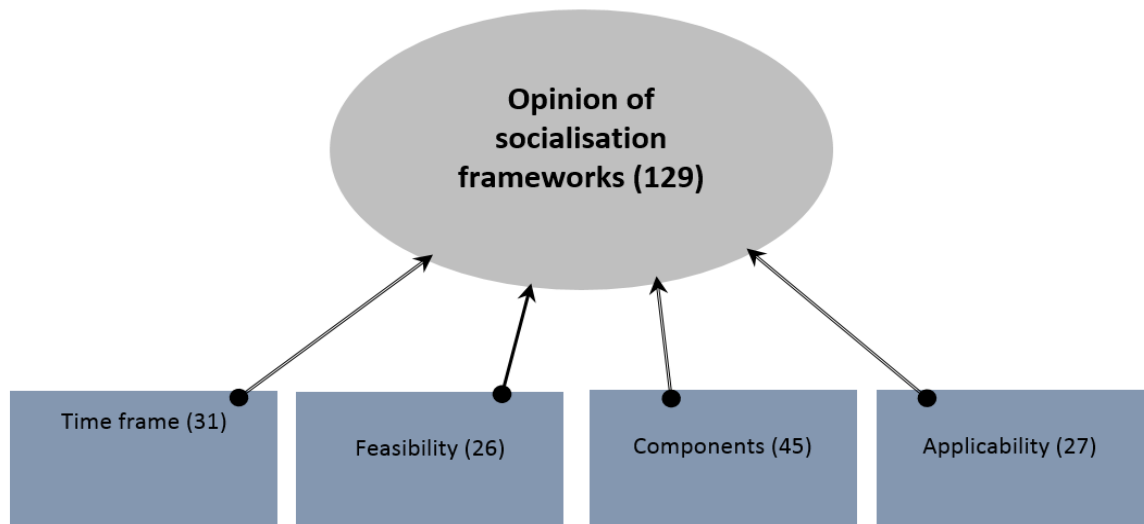 Opinion of
socialisation
frameworks (129)
Time frame (31)
Feasibility (26)
Components (45)
Applicability (27)